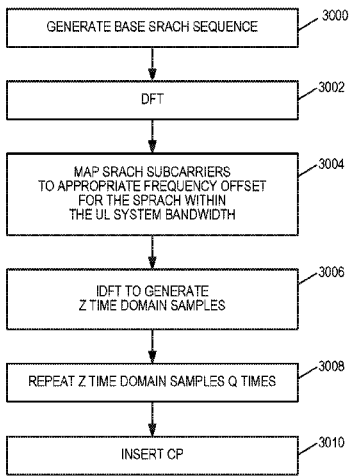 GENERATE BASE SRACH SEQUENCE
3000
DFT
3002
MAP SRACH SUBCARRIERS
TO APPROPRIATE FREQUENCY OFFSET
FOR THE SPRACH WITHIN
THE UL SYSTEM BANDWIDTH
3004
IDFT TO GENERATE
Z TIME DOMAIN SAMPLES
3006
REPEAT Z TIME DOMAIN SAMPLES Q TIMES
3008
INSERT CP
3010